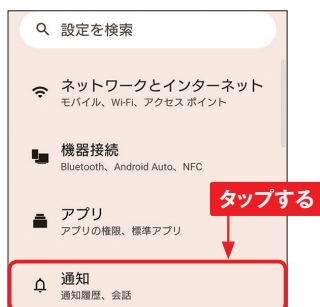 設定を検索
ネットワークとインターネット
モバイル、Wi-Fi、アクセス ポイント
機器接続
Bluetooth、Android Auto、NFC
タップする
アプリ
アプリの権限、標準アプリ
通知
通知履歴、会話